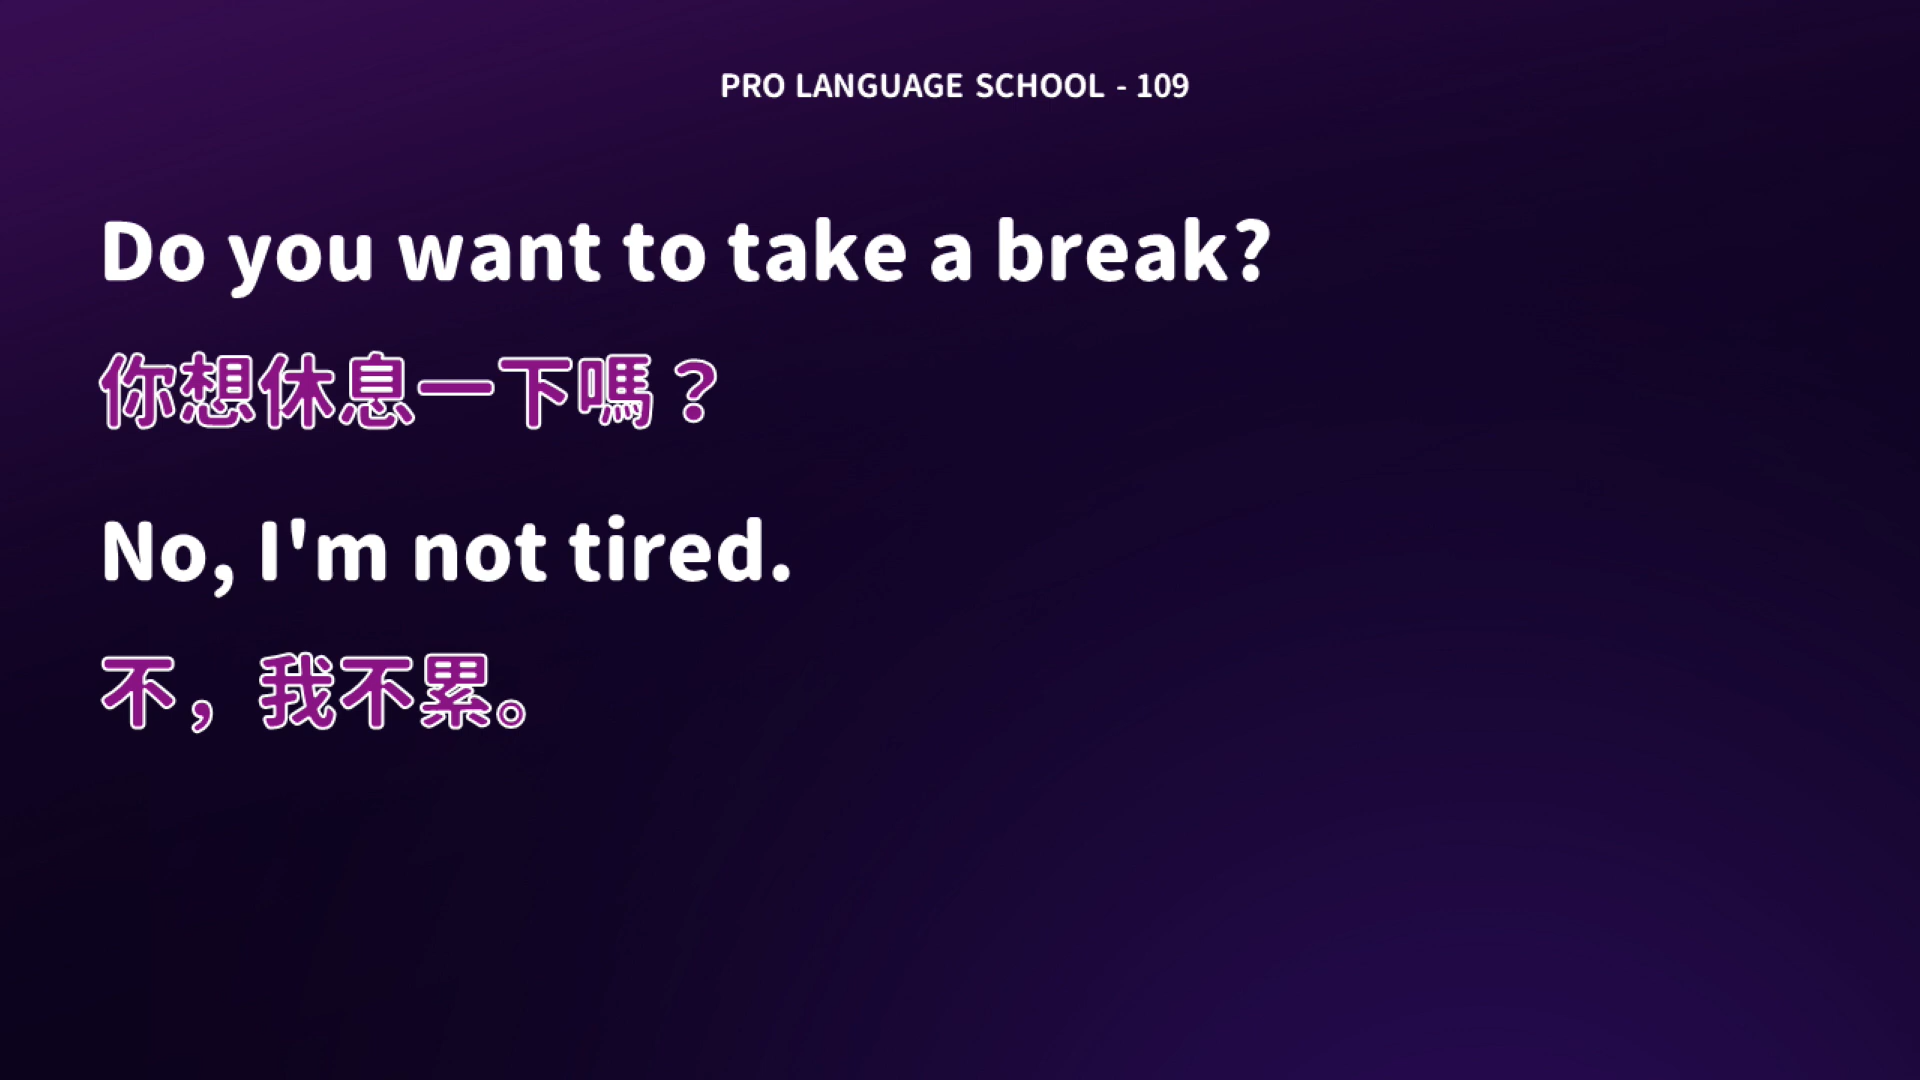 PRO LANGUAGE SCHOOL - 109
Do you want to take a break?
你想休息一下嗎？
No, I'm not tired.
不，我不累。